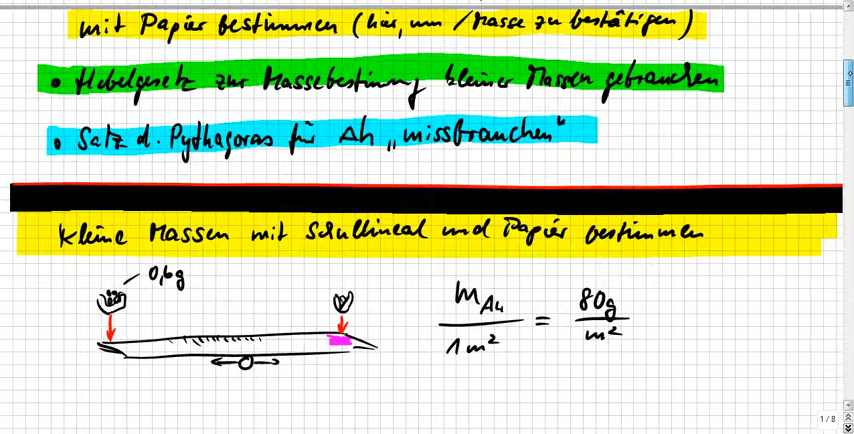 mit Papier bestimmen (hier, um Masse zu bestätigen)
• Hebelgesetz zur Massebestimmung kleiner Massen gebrauchen
• Satz d. Pythagoras für Δh „missbrauchen“
Kleine Massen mit Schullineal und Papier bestimmen
0,6g
m_A4 / 1m² = 80g / m²
1 / 8